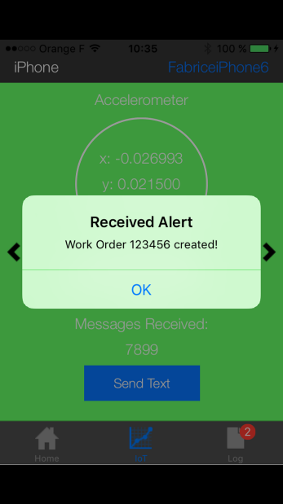 Orange F 10:35 100 %
iPhone FabriceiPhone6
Accelerometer
x: -0.026993
y: 0.021500
Received Alert
Work Order 123456 created!
OK
Messages Received:
7899
Send Text
2
Home IoT Log